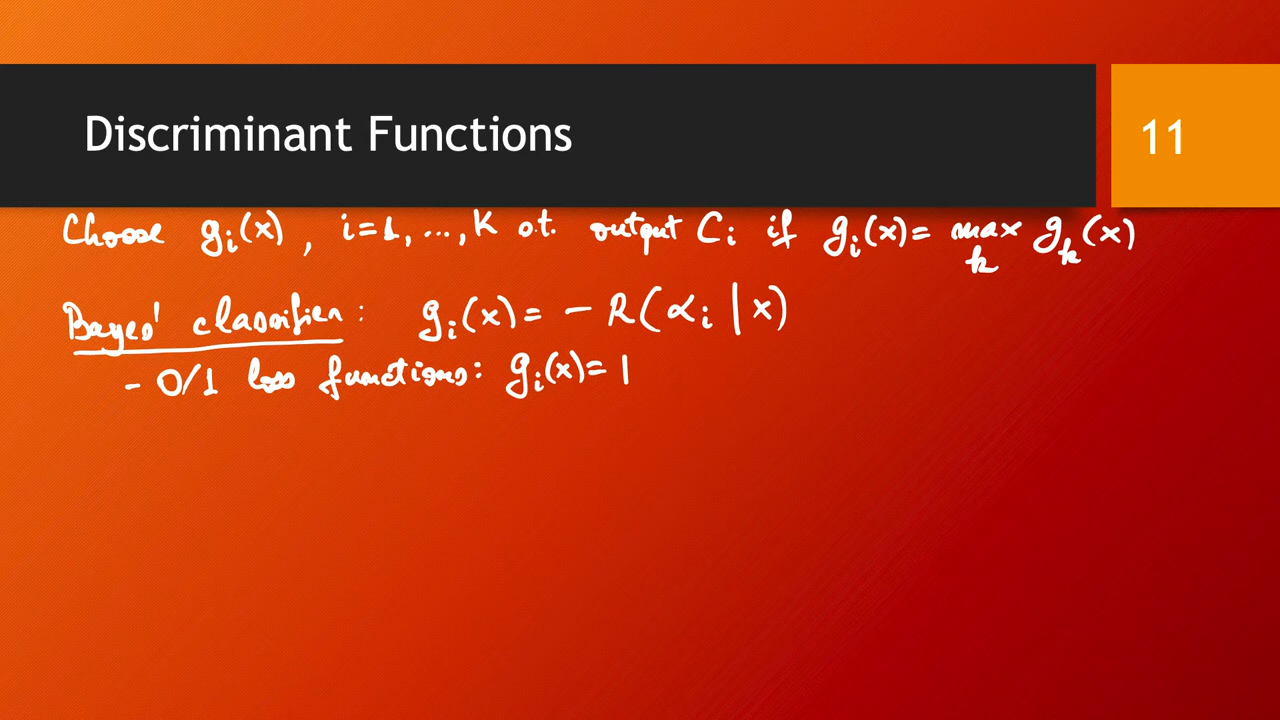 Discriminant Functions
11
Choose gᵢ(x), i=1,...,K s.t. output Cᵢ if gᵢ(x)= max gₖ(x)
k
Bayes' classifier: gᵢ(x)= - R(αᵢ | x)
- 0/1 loss functions: gᵢ(x)= |